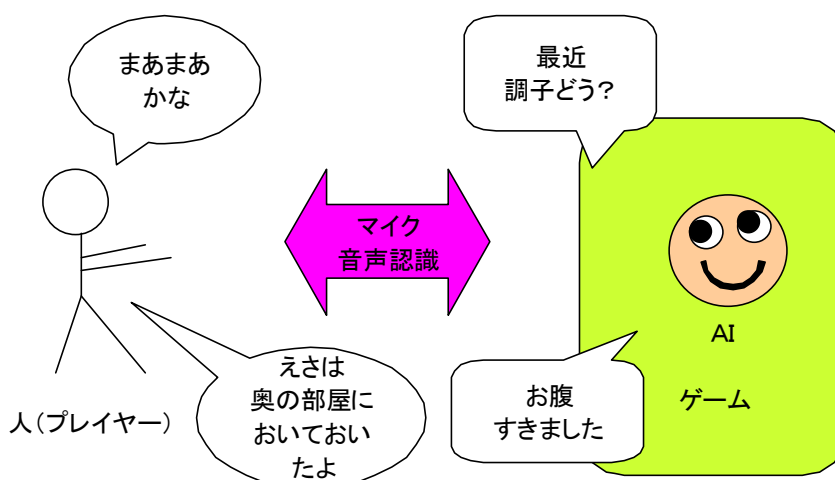 まあまあ
かな
最近
調子どう?
マイク
音声認識
AI
ゲーム
お腹
すきました
えさは
奥の部屋に
おいておい
たよ
人(プレイヤー)